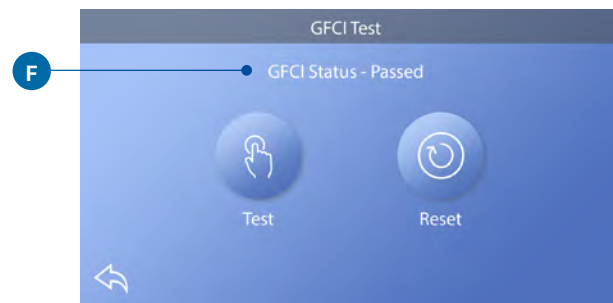 GFCI Test
F
GFCI Status - Passed
Test
Reset